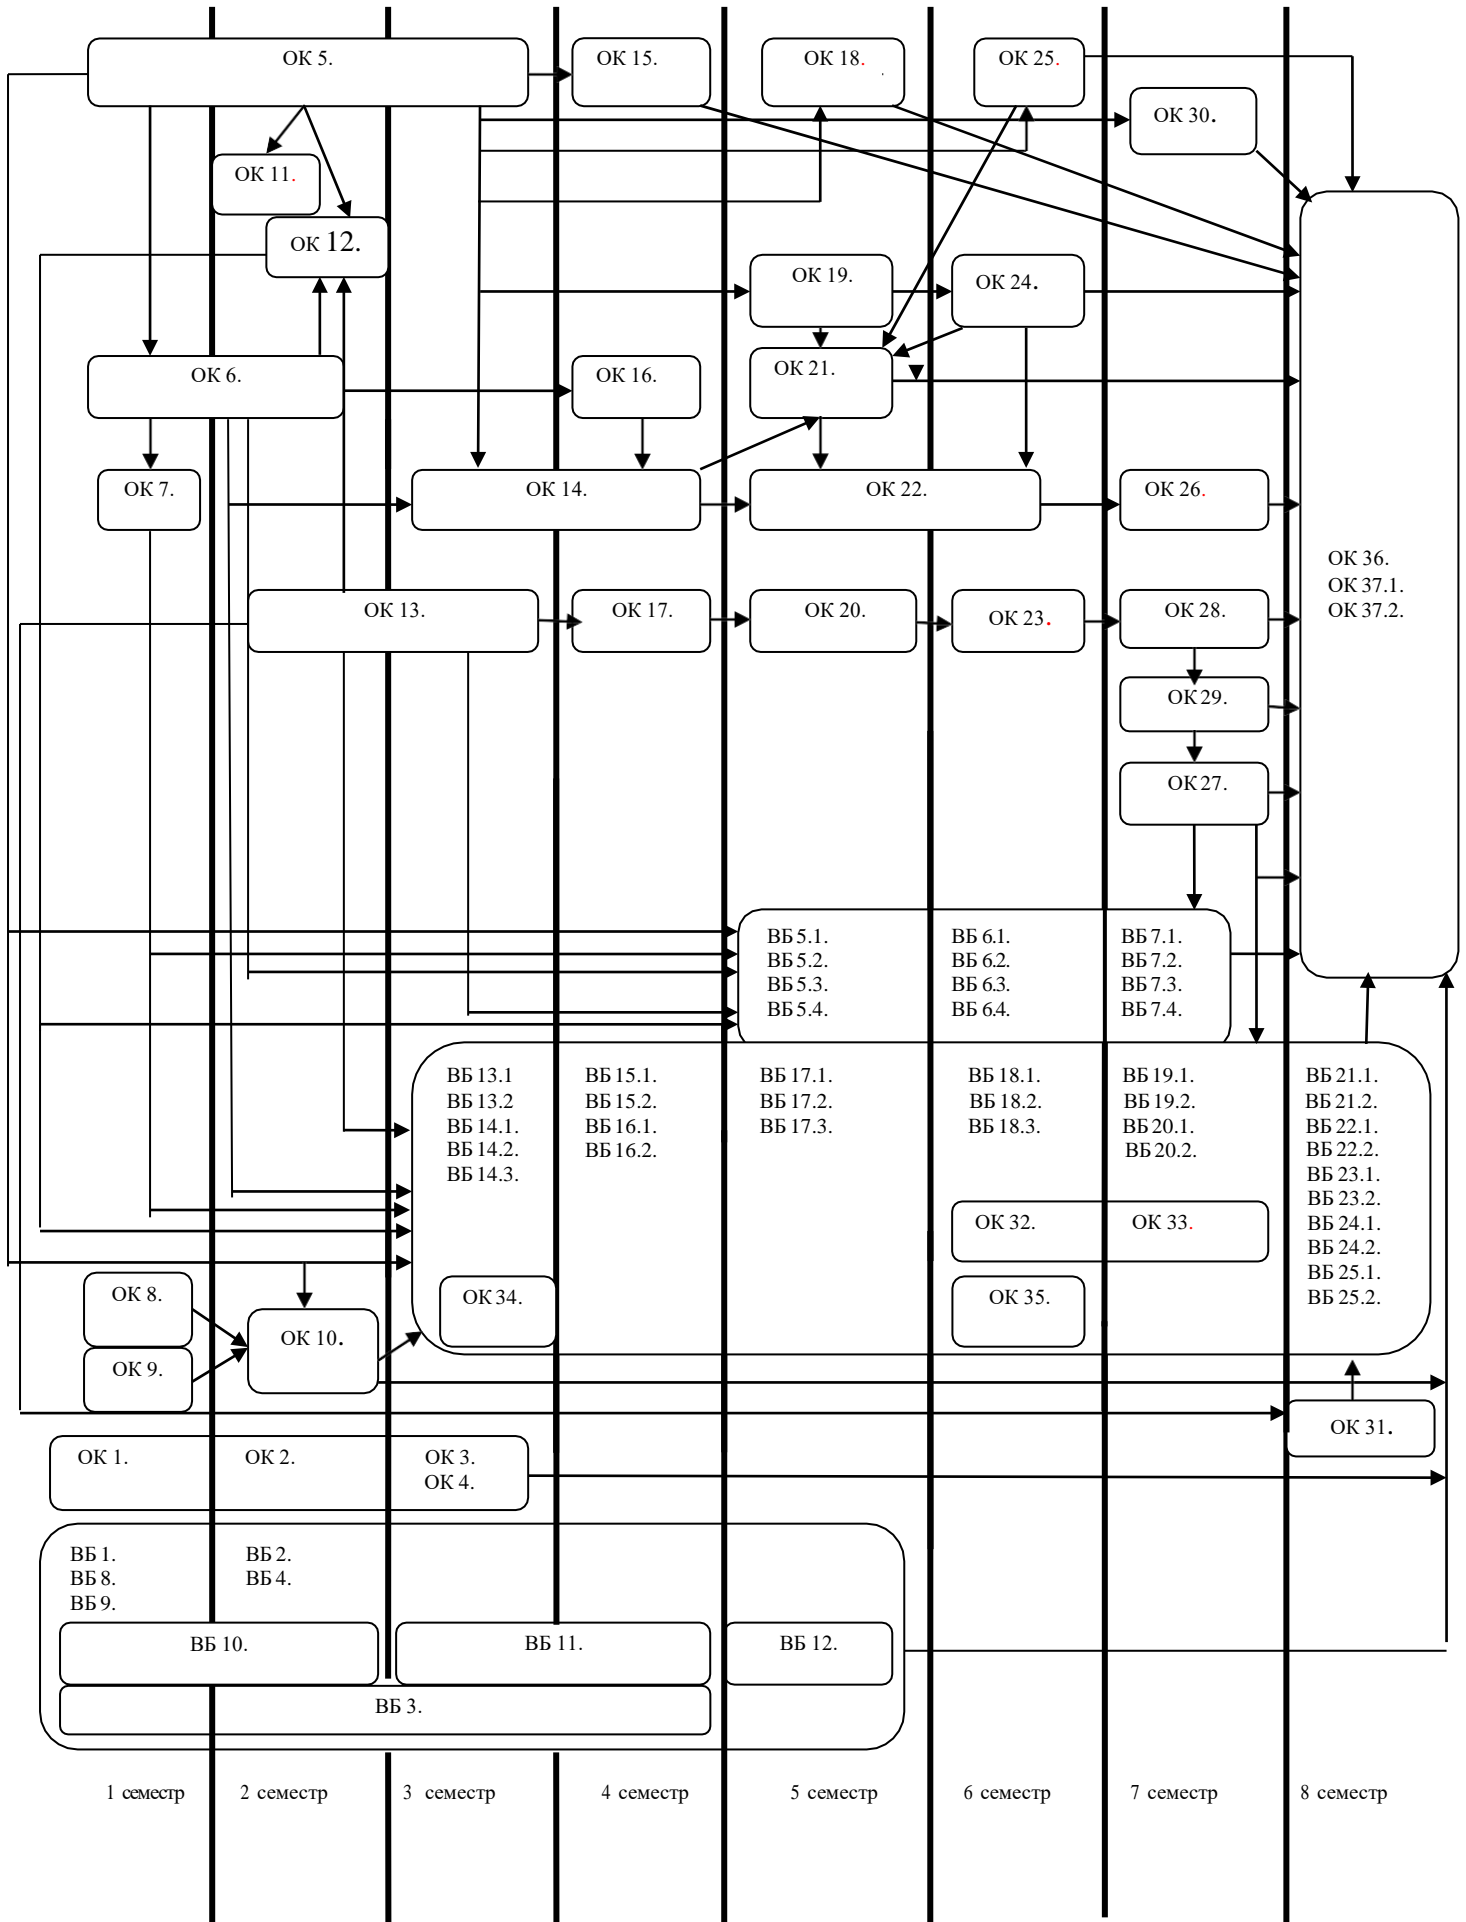 ОК 5.
ОК 15.
ОК 18.
ОК 25.
ОК 30.
ОК 11.
ОК 12.
ОК 19.
ОК 24.
ОК 6.
ОК 16.
ОК 21.
ОК 7.
ОК 14.
ОК 22.
ОК 26.
ОК 36.
ОК 37.1.
ОК 37.2.
ОК 13.
ОК 17.
ОК 20.
ОК 23.
ОК 28.
ОК 29.
ОК 27.
ВБ 5.1.
ВБ 5.2.
ВБ 5.3.
ВБ 5.4.
ВБ 6.1.
ВБ 6.2.
ВБ 6.3.
ВБ 6.4.
ВБ 7.1.
ВБ 7.2.
ВБ 7.3.
ВБ 7.4.
ВБ 13.1
ВБ 13.2
ВБ 14.1.
ВБ 14.2.
ВБ 14.3.
ВБ 15.1.
ВБ 15.2.
ВБ 16.1.
ВБ 16.2.
ВБ 17.1.
ВБ 17.2.
ВБ 17.3.
ВБ 18.1.
ВБ 18.2.
ВБ 18.3.
ВБ 19.1.
ВБ 19.2.
ВБ 20.1.
ВБ 20.2.
ВБ 21.1.
ВБ 21.2.
ВБ 22.1.
ВБ 22.2.
ВБ 23.1.
ВБ 23.2.
ВБ 24.1.
ВБ 24.2.
ВБ 25.1.
ВБ 25.2.
ОК 32.
ОК 33.
ОК 34.
ОК 35.
ОК 8.
ОК 10.
ОК 9.
ОК 31.
ОК 1.
ОК 2.
ОК 3.
ОК 4.
ВБ 1.
ВБ 8.
ВБ 9.
ВБ 2.
ВБ 4.
ВБ 10.
ВБ 11.
ВБ 12.
ВБ 3.
1 семестр
2 семестр
3 семестр
4 семестр
5 семестр
6 семестр
7 семестр
8 семестр